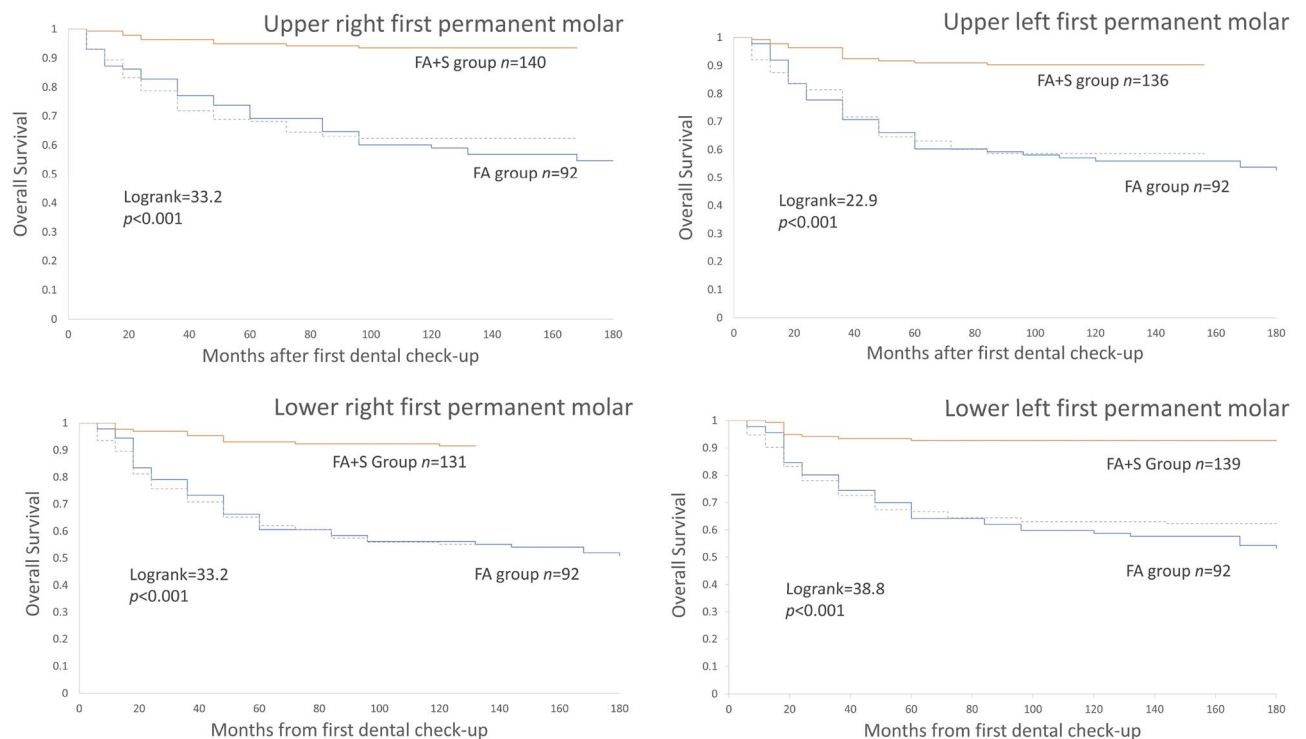 Upper right first permanent molar
Overall Survival
1
0.9
0.8
0.7
0.6
0.5
0.4
0.3
0.2
0.1
0
FA+S group n=140
FA group n=92
Logrank=33.2
p<0.001
0 20 40 60 80 100 120 140 160 180
Months after first dental check-up
Upper left first permanent molar
Overall Survival
1
0.9
0.8
0.7
0.6
0.5
0.4
0.3
0.2
0.1
0
FA+S group n=136
FA group n=92
Logrank=22.9
p<0.001
0 20 40 60 80 100 120 140 160 180
Months after first dental check-up
Lower right first permanent molar
Overall Survival
1
0.9
0.8
0.7
0.6
0.5
0.4
0.3
0.2
0.1
0
FA+S Group n=131
FA group n=92
Logrank=33.2
p<0.001
0 20 40 60 80 100 120 140 160 180
Months from first dental check-up
Lower left first permanent molar
Overall Survival
1
0.9
0.8
0.7
0.6
0.5
0.4
0.3
0.2
0.1
0
FA+S Group n=139
FA group n=92
Logrank=38.8
p<0.001
0 20 40 60 80 100 120 140 160 180
Months from first dental check-up